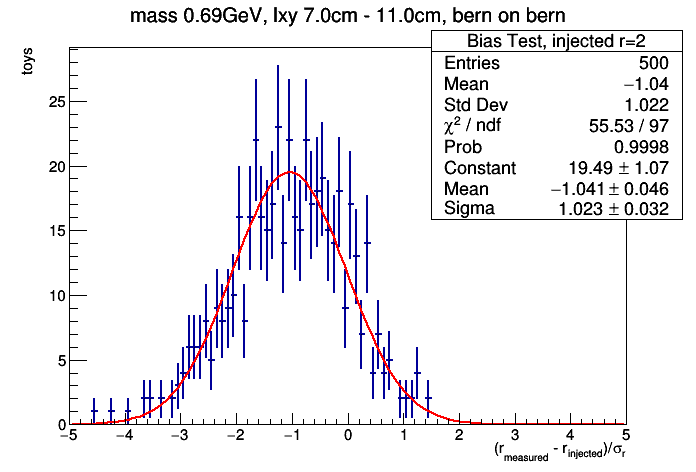 mass 0.69GeV, lxy 7.0cm - 11.0cm, bern on bern
Bias Test, injected r=2
Entries 500
Mean −1.04
Std Dev 1.022
χ² / ndf 55.53 / 97
Prob 0.9998
Constant 19.49 ± 1.07
Mean −1.041 ± 0.046
Sigma 1.023 ± 0.032
toys
25
20
15
10
5
0
−5 −4 −3 −2 −1 0 1 2 3 4 5
(r_measured - r_injected)/σ_r